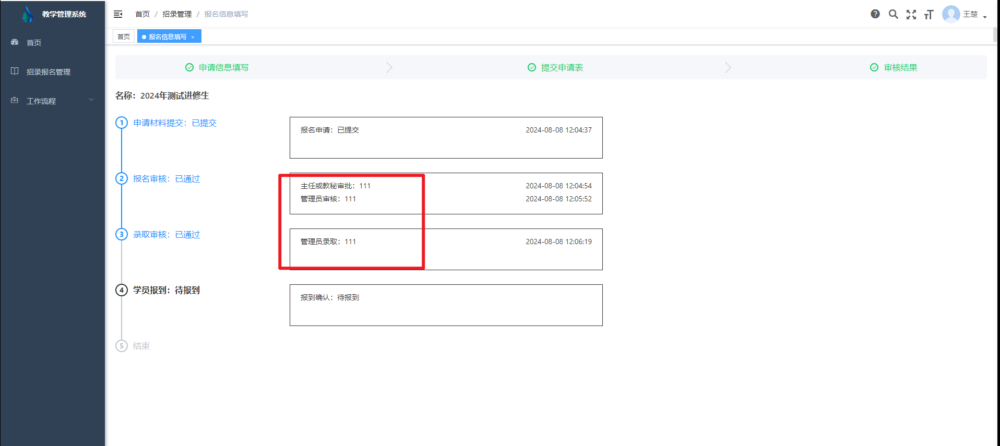 教学管理系统
首页 / 招录管理 / 报名信息填写
王楚
首页
报名信息填写 ×
首页
招录报名管理
工作流程
申请信息填写
提交申请表
审核结果
名称：2024年测试进修生
1 申请材料提交：已提交
报名申请：已提交 2024-08-08 12:04:37
2 报名审核：已通过
主任或教秘审批：111 2024-08-08 12:04:54
管理员审核：111 2024-08-08 12:05:52
3 录取审核：已通过
管理员录取：111 2024-08-08 12:06:19
4 学员报到：待报到
报到确认：待报到
5 结束